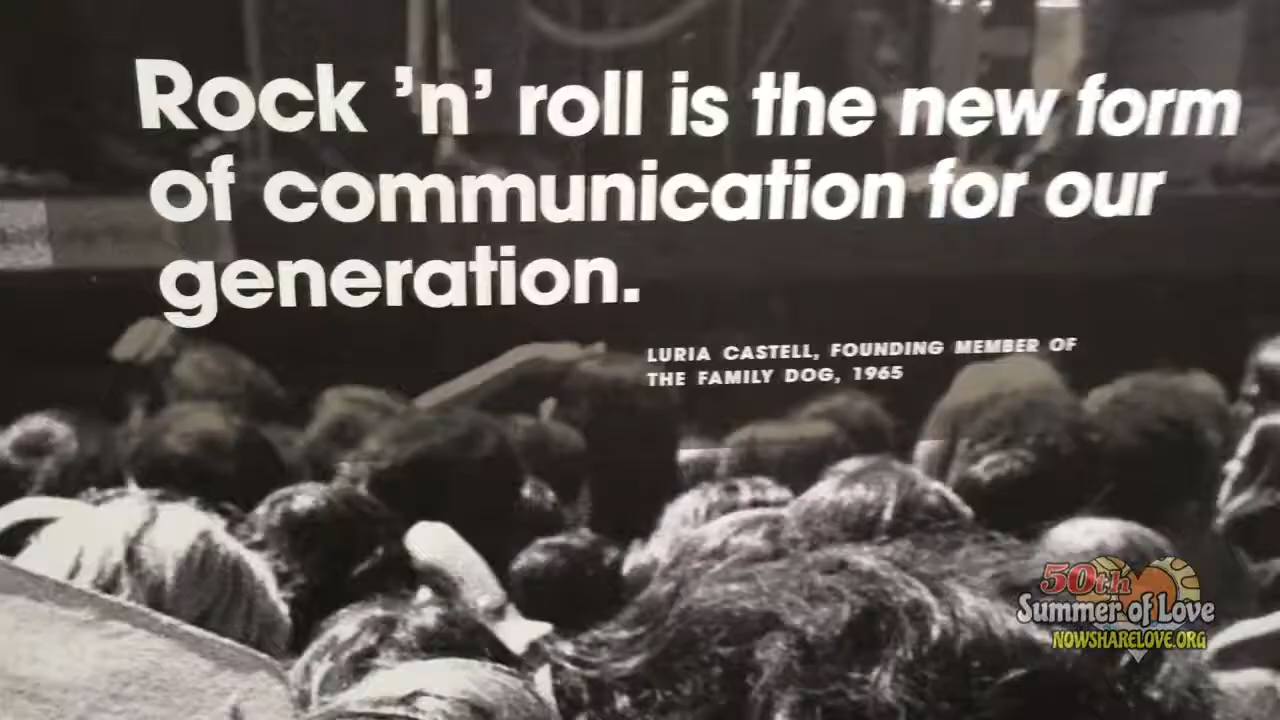 Rock 'n' roll is the new form
of communication for our
generation.
LURIA CASTELL, FOUNDING MEMBER OF
THE FAMILY DOG, 1965
50th
Summer of Love
NOWSHARELOVE.ORG